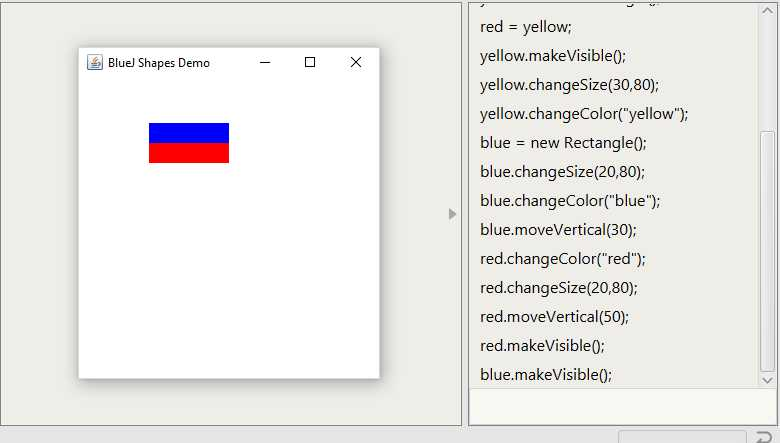 BlueJ Shapes Demo
red = yellow;
yellow.makeVisible();
yellow.changeSize(30,80);
yellow.changeColor("yellow");
blue = new Rectangle();
blue.changeSize(20,80);
blue.changeColor("blue");
blue.moveVertical(30);
red.changeColor("red");
red.changeSize(20,80);
red.moveVertical(50);
red.makeVisible();
blue.makeVisible();